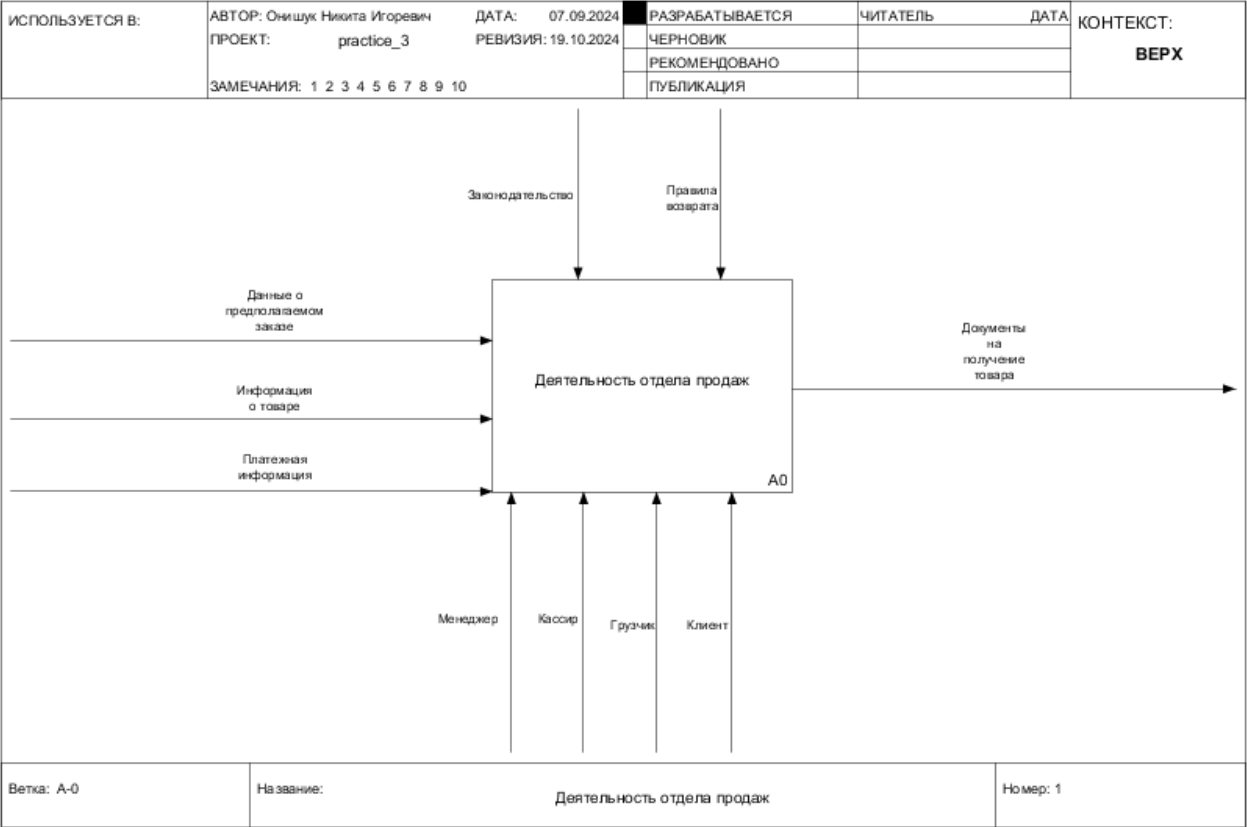 ИСПОЛЬЗУЕТСЯ В:
АВТОР: Онищук Никита Игоревич
ДАТА: 07.09.2024
ПРОЕКТ: practice_3
РЕВИЗИЯ: 19.10.2024
ЗАМЕЧАНИЯ: 1 2 3 4 5 6 7 8 9 10
РАЗРАБАТЫВАЕТСЯ
ЧЕРНОВИК
РЕКОМЕНДОВАНО
ПУБЛИКАЦИЯ
ЧИТАТЕЛЬ
ДАТА
КОНТЕКСТ:
ВЕРХ
Законодательство
Правила
возврата
Данные о
предполагаемом
заказе
Информация
о товаре
Платежная
информация
Деятельность отдела продаж
A0
Документы
на
получение
товара
Менеджер
Кассир
Грузчик
Клиент
Ветка: A-0
Название:
Деятельность отдела продаж
Номер: 1